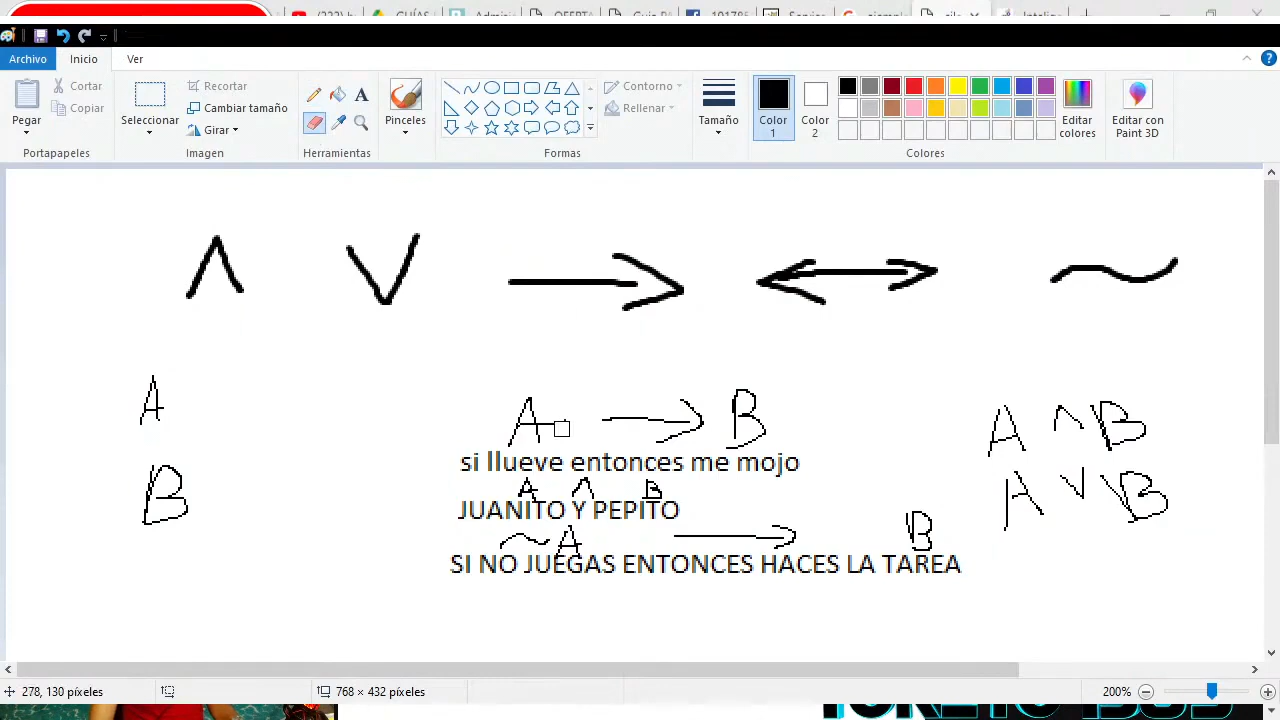 Archivo Inicio Ver
Pegar
Cortar
Copiar
Portapapeles
Seleccionar
Recortar
Cambiar tamaño
Girar
Imagen
Herramientas
Pinceles
Contorno
Rellenar
Formas
Tamaño
Color 1
Color 2
Editar colores
Colores
Editar con Paint 3D
∧ ∨ → ↔ ~
A
B
A → B
si llueve entonces me mojo
A ∧ B
JUANITO Y PEPITO
~A → B
SI NO JUEGAS ENTONCES HACES LA TAREA
A ∧ B
A ∨ B
278, 130 píxeles 768 × 432 píxeles 200%